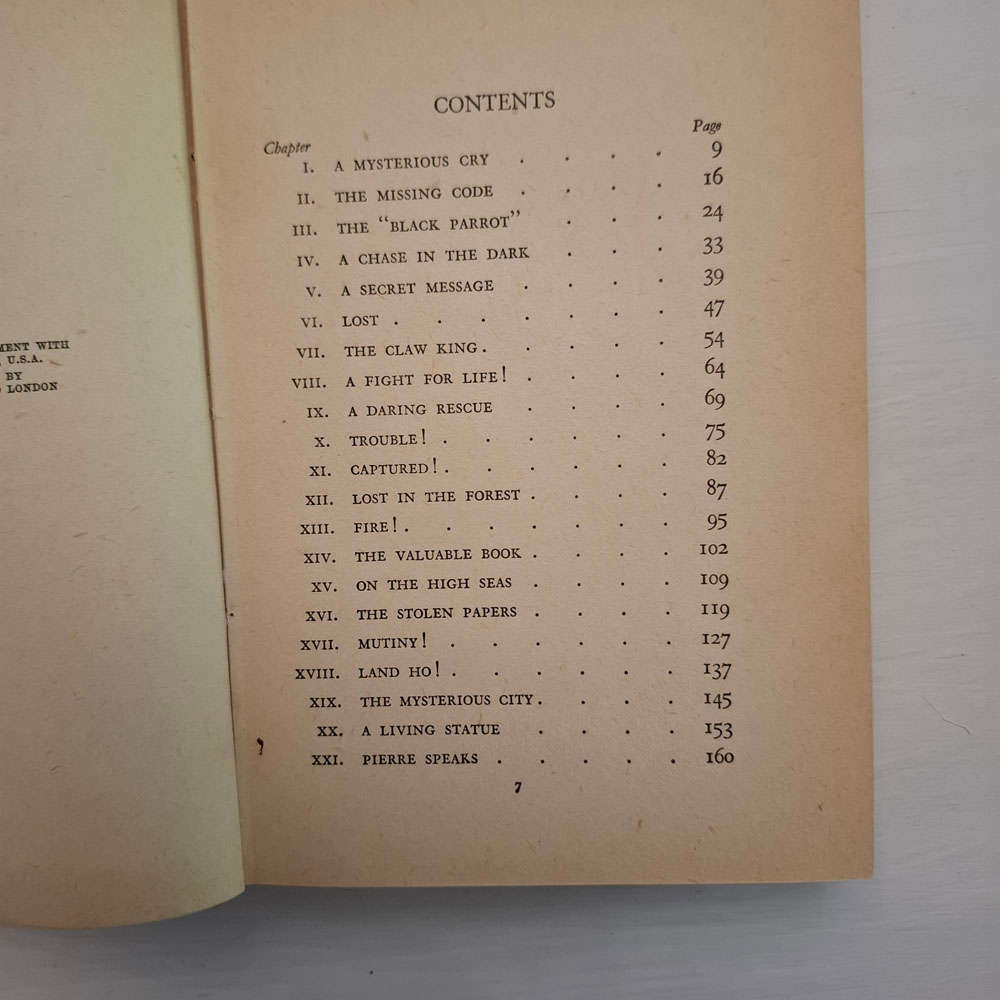 MENT WITH
U.S.A.
BY
LONDON
CONTENTS
Chapter Page
I. A MYSTERIOUS CRY . . . . 9
II. THE MISSING CODE . . . . 16
III. THE "BLACK PARROT" . . . 24
IV. A CHASE IN THE DARK . . . 33
V. A SECRET MESSAGE . . . . 39
VI. LOST . . . . . . . 47
VII. THE CLAW KING . . . . . 54
VIII. A FIGHT FOR LIFE! . . . . 64
IX. A DARING RESCUE . . . . 69
X. TROUBLE! . . . . . . 75
XI. CAPTURED! . . . . . . 82
XII. LOST IN THE FOREST . . . . 87
XIII. FIRE! . . . . . . . 95
XIV. THE VALUABLE BOOK . . . . 102
XV. ON THE HIGH SEAS . . . . 109
XVI. THE STOLEN PAPERS . . . . 119
XVII. MUTINY! . . . . . . 127
XVIII. LAND HO! . . . . . . 137
XIX. THE MYSTERIOUS CITY . . . . 145
XX. A LIVING STATUE . . . . 153
XXI. PIERRE SPEAKS . . . . . 160
7